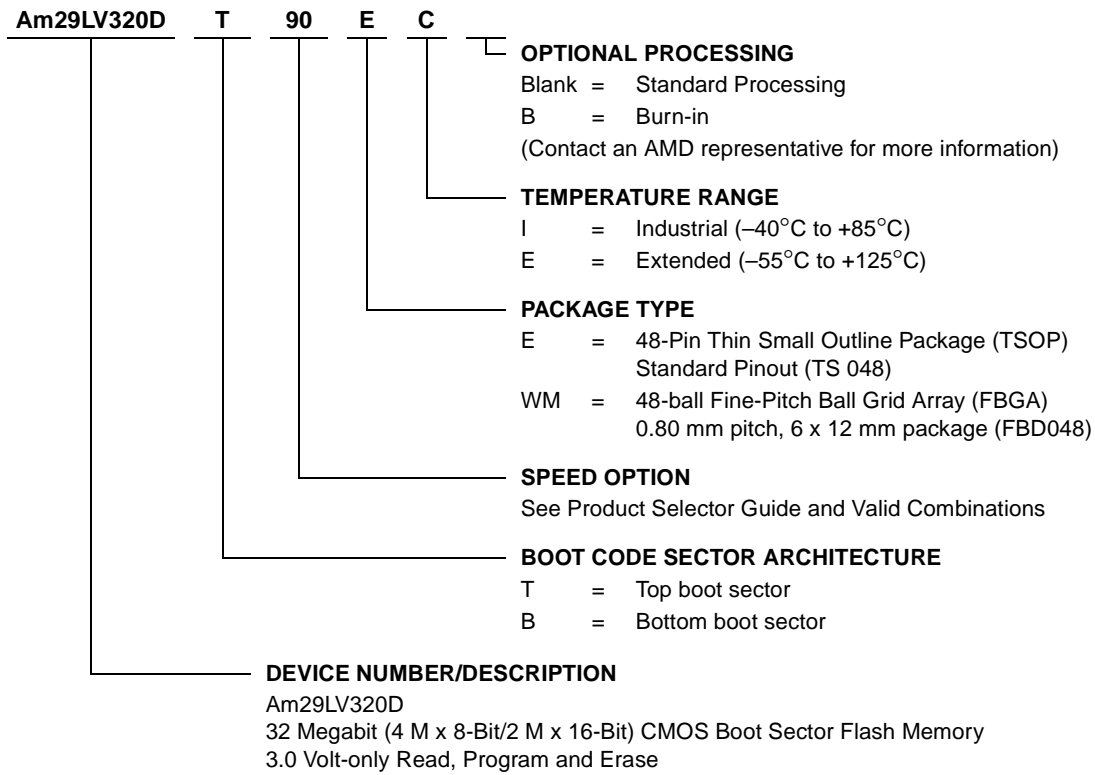 Am29LV320D T 90 E C
OPTIONAL PROCESSING
Blank = Standard Processing
B = Burn-in
(Contact an AMD representative for more information)
TEMPERATURE RANGE
I = Industrial (–40°C to +85°C)
E = Extended (–55°C to +125°C)
PACKAGE TYPE
E = 48-Pin Thin Small Outline Package (TSOP)
Standard Pinout (TS 048)
WM = 48-ball Fine-Pitch Ball Grid Array (FBGA)
0.80 mm pitch, 6 x 12 mm package (FBD048)
SPEED OPTION
See Product Selector Guide and Valid Combinations
BOOT CODE SECTOR ARCHITECTURE
T = Top boot sector
B = Bottom boot sector
DEVICE NUMBER/DESCRIPTION
Am29LV320D
32 Megabit (4 M x 8-Bit/2 M x 16-Bit) CMOS Boot Sector Flash Memory
3.0 Volt-only Read, Program and Erase